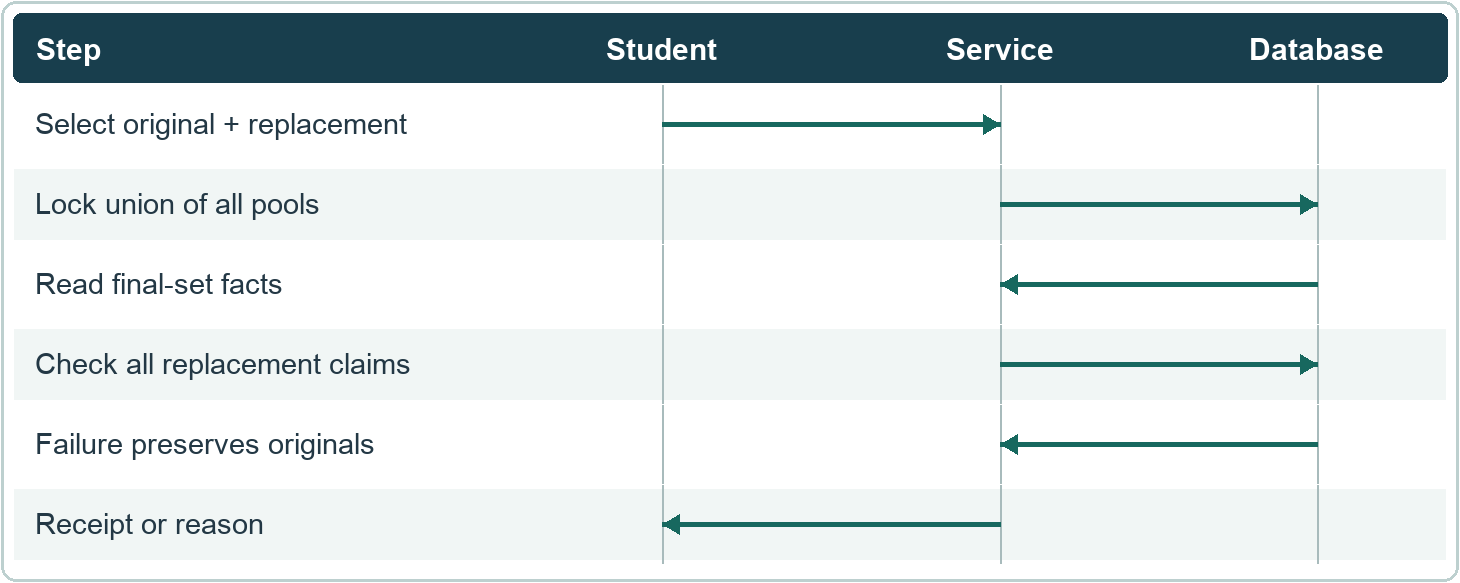 Step Student Service Database
Select original + replacement
Lock union of all pools
Read final-set facts
Check all replacement claims
Failure preserves originals
Receipt or reason